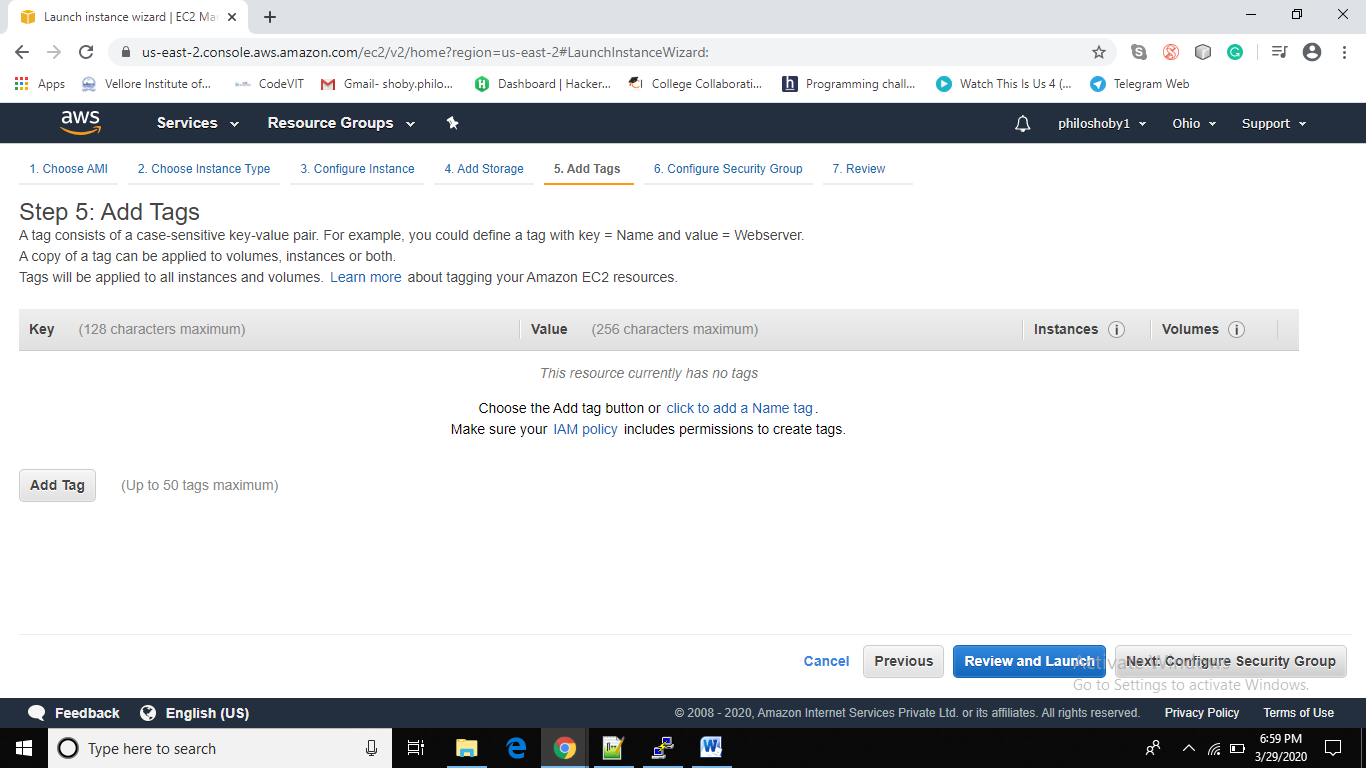 Launch instance wizard | EC2 Ma
us-east-2.console.aws.amazon.com/ec2/v2/home?region=us-east-2#LaunchInstanceWizard:
Apps Vellore Institute of... CodeVIT Gmail- shoby.philo... Dashboard | Hacker... College Collaborati... Programming chall... Watch This Is Us 4 (... Telegram Web
aws Services Resource Groups philoshoby1 Ohio Support
1. Choose AMI 2. Choose Instance Type 3. Configure Instance 4. Add Storage 5. Add Tags 6. Configure Security Group 7. Review
Step 5: Add Tags
A tag consists of a case-sensitive key-value pair. For example, you could define a tag with key = Name and value = Webserver.
A copy of a tag can be applied to volumes, instances or both.
Tags will be applied to all instances and volumes. Learn more about tagging your Amazon EC2 resources.
Key (128 characters maximum) Value (256 characters maximum) Instances i Volumes i
This resource currently has no tags
Choose the Add tag button or click to add a Name tag.
Make sure your IAM policy includes permissions to create tags.
Add Tag (Up to 50 tags maximum)
Cancel Previous Review and Launch Next: Configure Security Group
Activate Windows
Go to Settings to activate Windows.
Feedback English (US) © 2008 - 2020, Amazon Internet Services Private Ltd. or its affiliates. All rights reserved. Privacy Policy Terms of Use
Type here to search
6:59 PM
3/29/2020